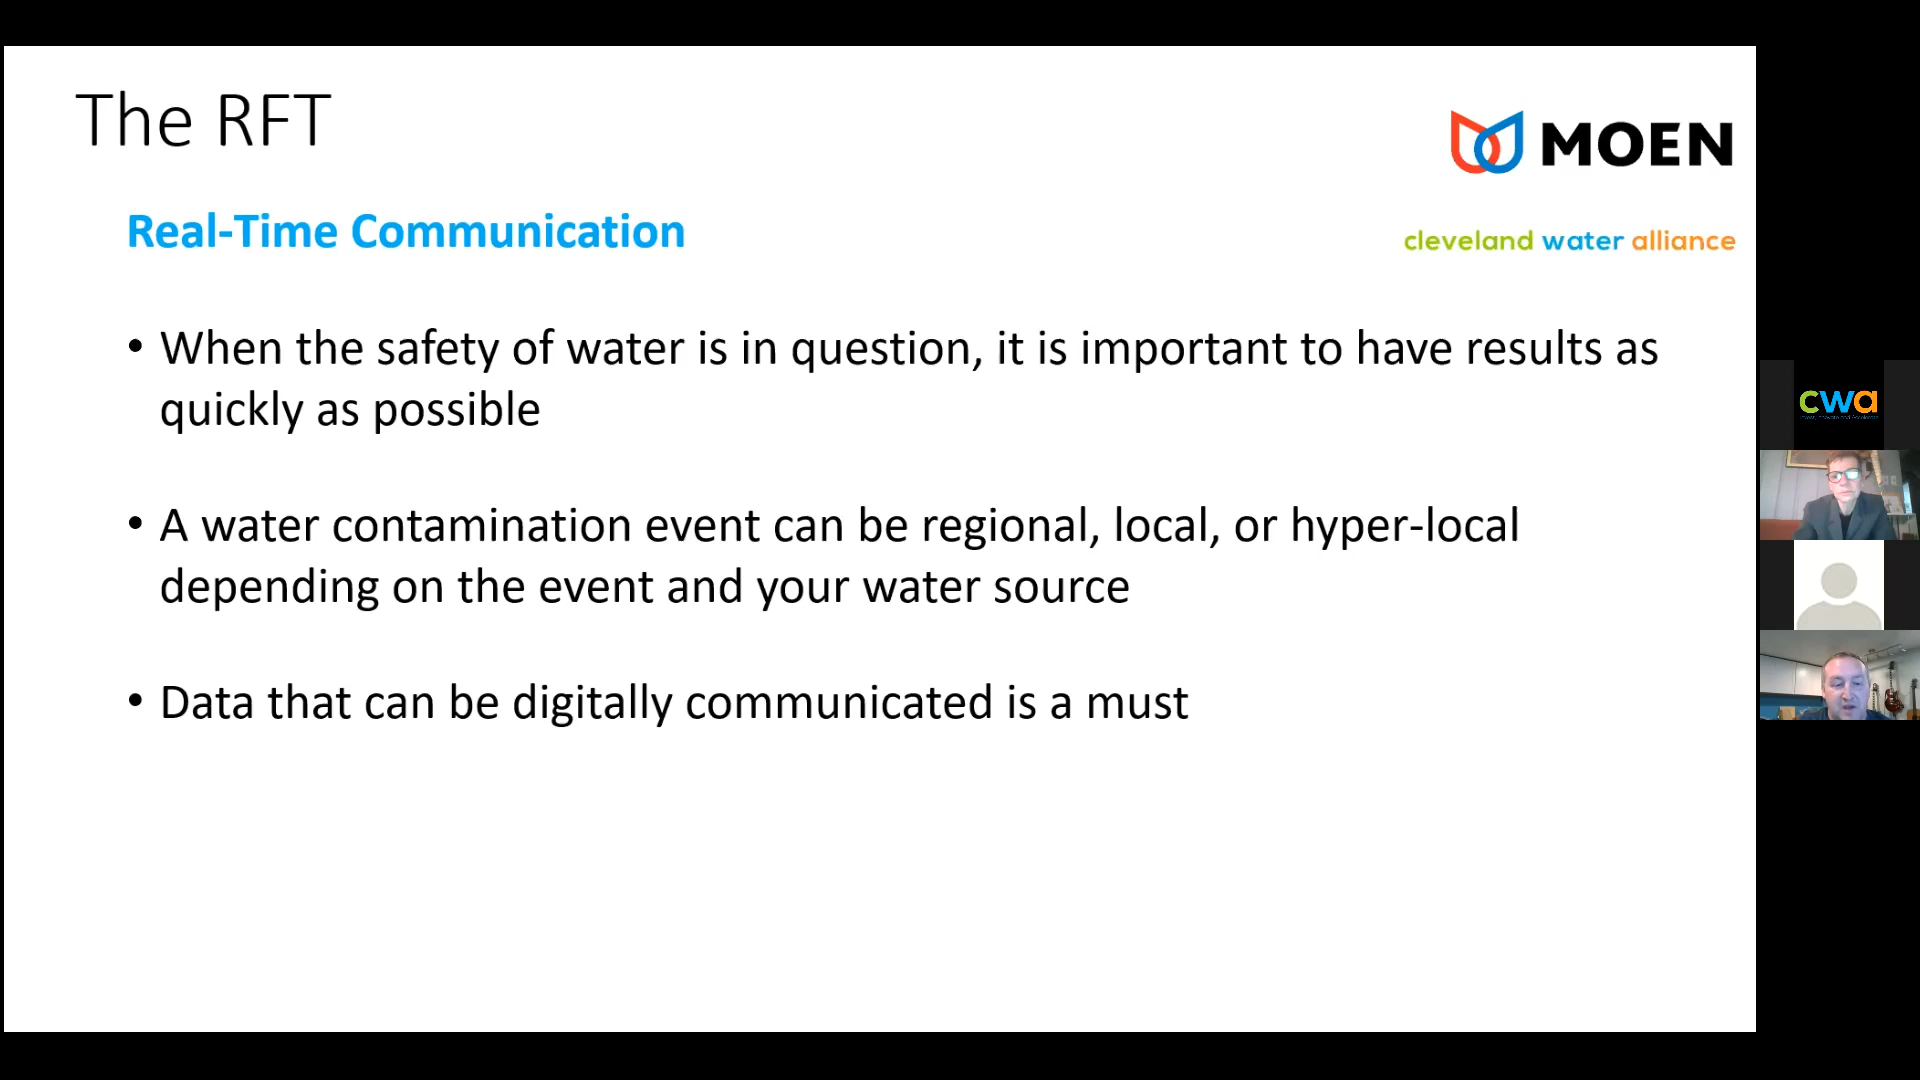 The RFT
MOEN
Real-Time Communication
cleveland water alliance
• When the safety of water is in question, it is important to have results as
quickly as possible
• A water contamination event can be regional, local, or hyper-local
depending on the event and your water source
• Data that can be digitally communicated is a must
cwa